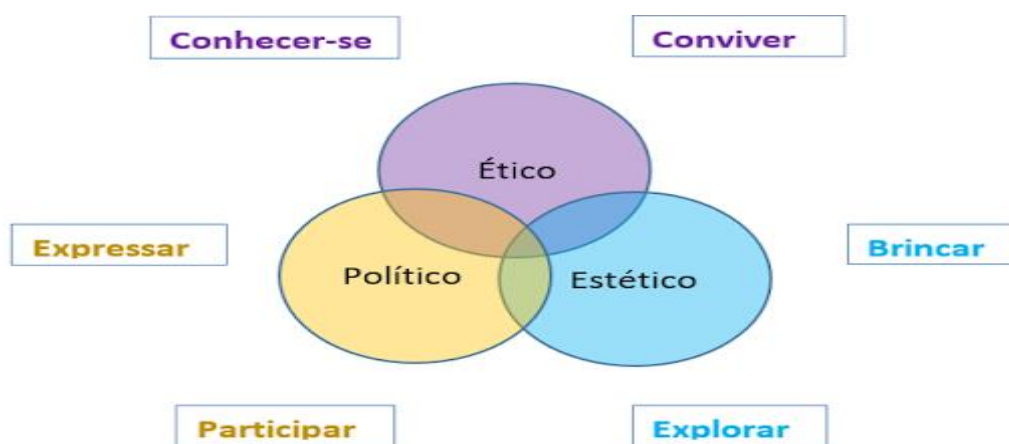 Conhecer-se
Conviver
Ético
Expressar
Brincar
Político
Estético
Participar
Explorar